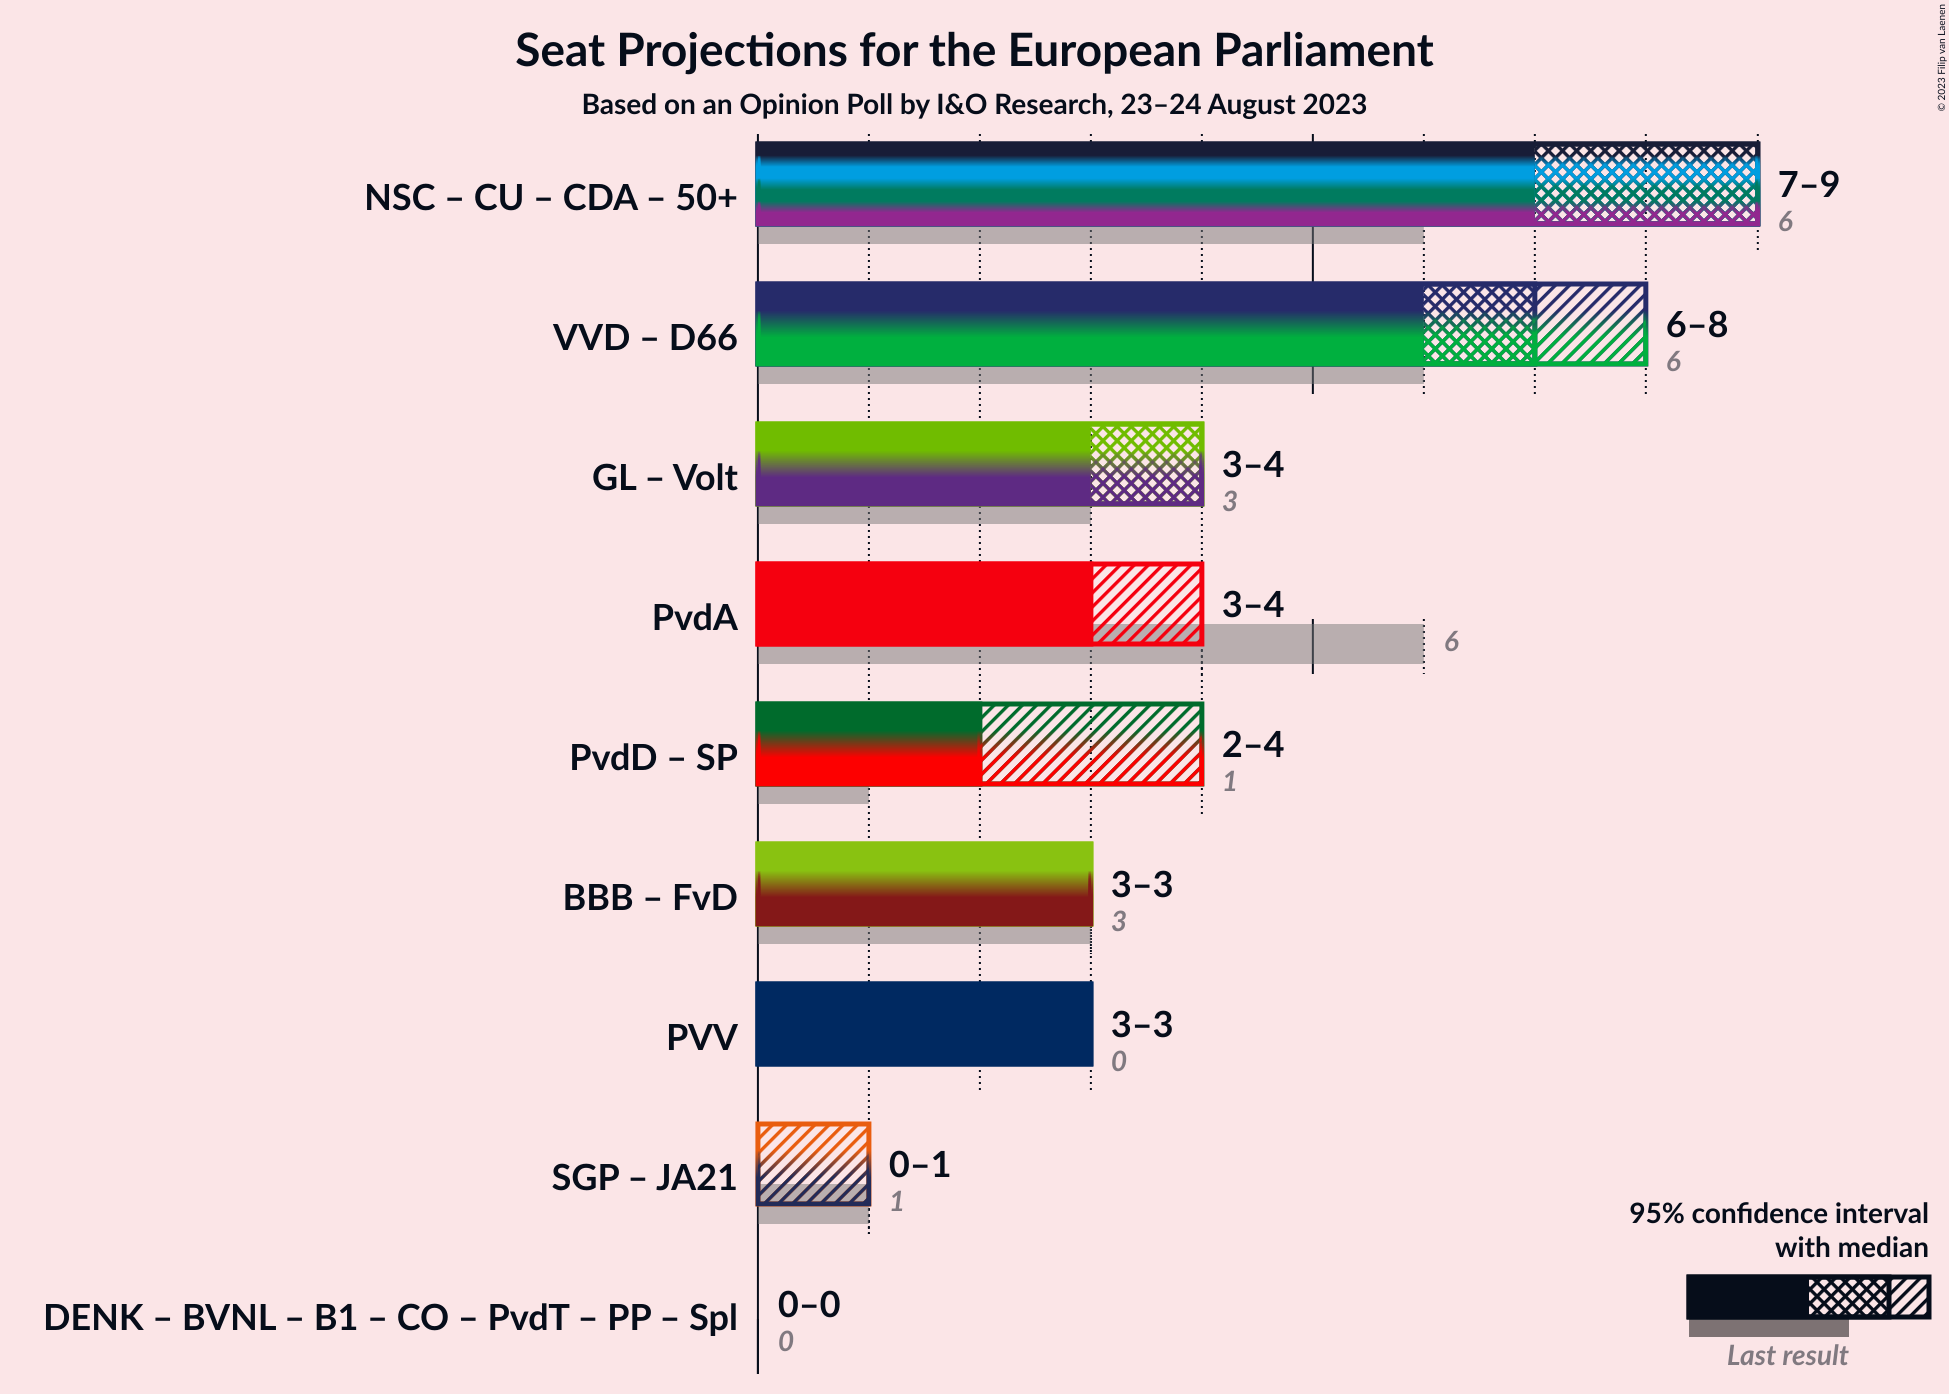 Seat Projections for the European Parliament
Based on an Opinion Poll by I&O Research, 23–24 August 2023
© 2023 Filip van Laenen
NSC – CU – CDA – 50+
7–9
6
VVD – D66
6–8
6
GL – Volt
3–4
3
PvdA
3–4
6
PvdD – SP
2–4
1
BBB – FvD
3–3
3
PVV
3–3
0
SGP – JA21
0–1
1
DENK – BVNL – B1 – CO – PvdT – PP – Spl
0–0
0
95% confidence interval
with median
Last result